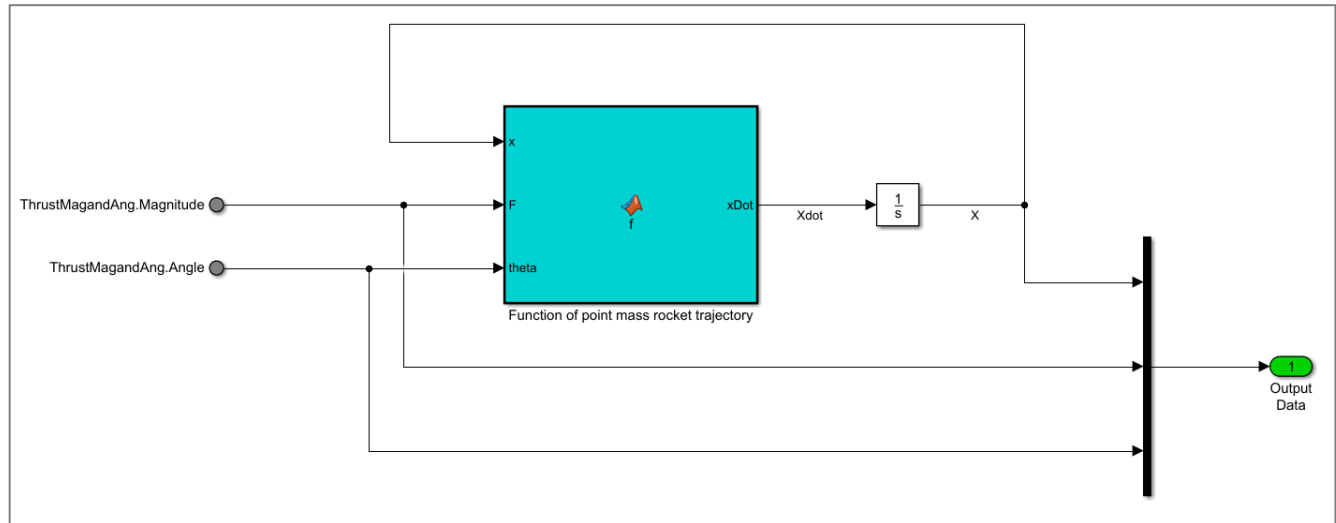 x
ThrustMagandAng.Magnitude
F
f
xDot
Xdot
1
s
X
ThrustMagandAng.Angle
theta
Function of point mass rocket trajectory
1
Output
Data